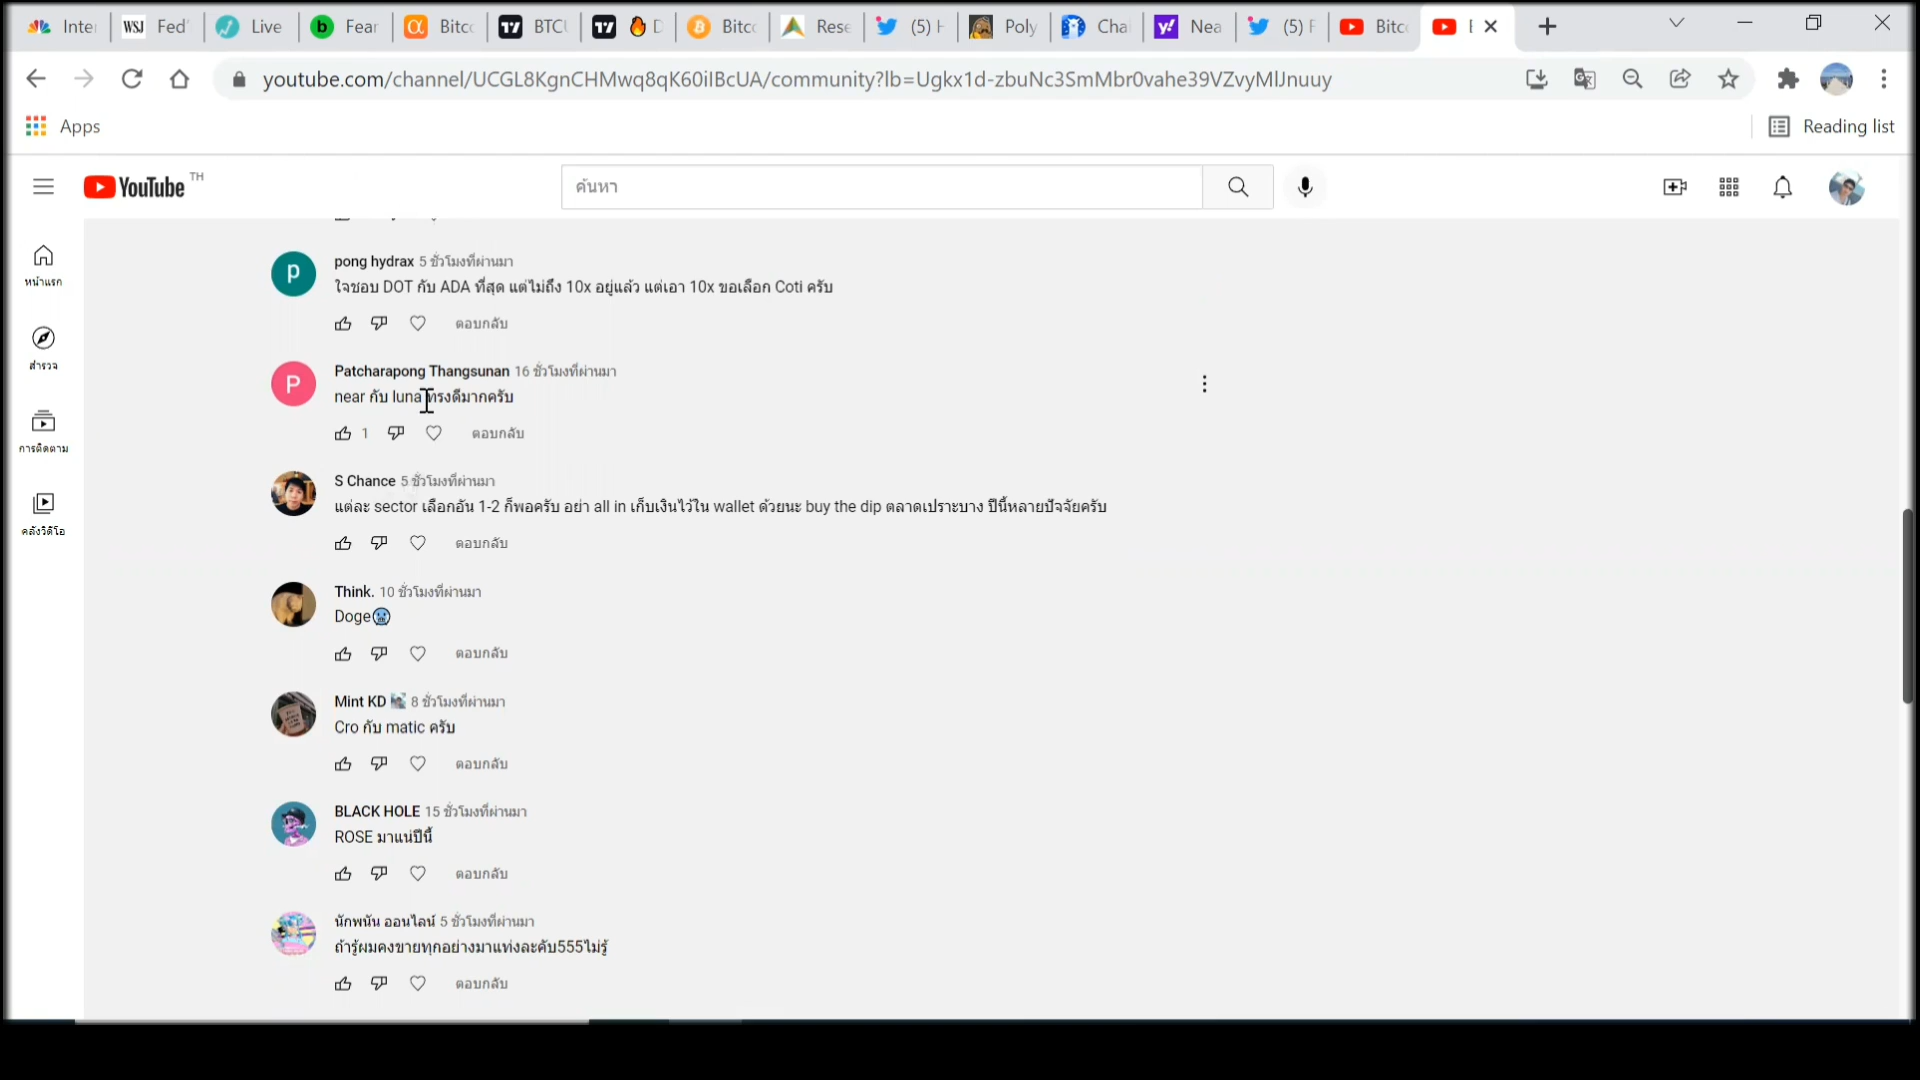 Inter
WSJ Fed'
Live
b Fear
Bitco
BTCU
D
Bitco
Rese
(5) H
Poly
Chai
y! Nea
(5) F
Bitc
youtube.com/channel/UCGL8KgnCHMwq8qK60iIBcUA/community?lb=Ugkx1d-zbuNc3SmMbr0vahe39VZvyMlJnuuy
Apps
Reading list
YouTube TH
ค้นหา
หน้าแรก
สำรวจ
การติดตาม
คลังวิดีโอ
p
pong hydrax 5 ชั่วโมงที่ผ่านมา
ใจชอบ DOT กับ ADA ที่สุด แต่ไม่ถึง 10x อยู่แล้ว แต่เอา 10x ขอเลือก Coti ครับ
ตอบกลับ
P
Patcharapong Thangsunan 16 ชั่วโมงที่ผ่านมา
near กับ luna ทรงดีมากครับ
1 ตอบกลับ
S Chance 5 ชั่วโมงที่ผ่านมา
แต่ละ sector เลือกอัน 1-2 ก็พอครับ อย่า all in เก็บเงินไว้ใน wallet ด้วยนะ buy the dip ตลาดเปราะบาง ปีนี้หลายปัจจัยครับ
ตอบกลับ
Think. 10 ชั่วโมงที่ผ่านมา
Doge🥶
ตอบกลับ
Mint KD 8 ชั่วโมงที่ผ่านมา
Cro กับ matic ครับ
ตอบกลับ
BLACK HOLE 15 ชั่วโมงที่ผ่านมา
ROSE มาแน่ปีนี้
ตอบกลับ
นักพนัน ออนไลน์ 5 ชั่วโมงที่ผ่านมา
ถ้ารู้ผมคงขายทุกอย่างมาแท่งละคับ555ไม่รู้
ตอบกลับ